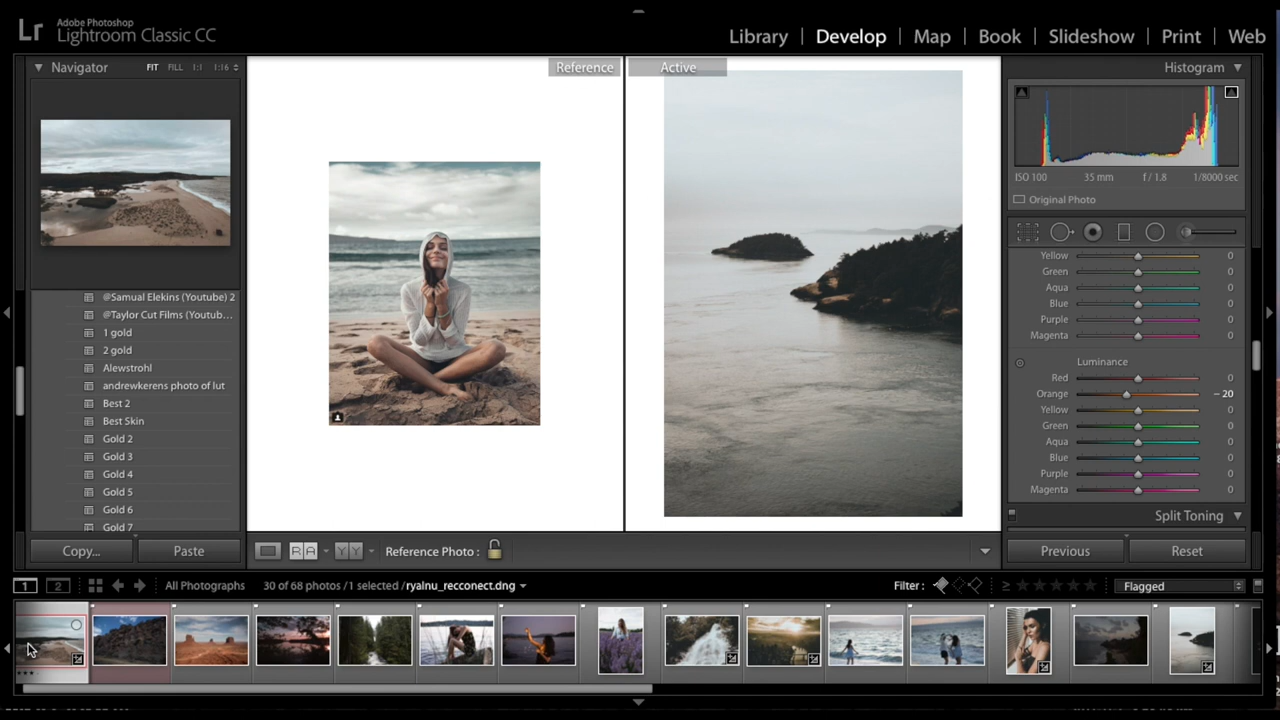 Lr Adobe Photoshop
Lightroom Classic CC
Library | Develop | Map | Book | Slideshow | Print | Web
Navigator FIT FILL 1:1 1:16
Reference
Active
Histogram
ISO 100 35 mm f / 1.8 1/8000 sec
Original Photo
Yellow 0
Green 0
Aqua 0
Blue 0
Purple 0
Magenta 0
Luminance
Red 0
Orange – 20
Yellow 0
Green 0
Aqua 0
Blue 0
Purple 0
Magenta 0
Split Toning
@Samual Elekins (Youtube) 2
@Taylor Cut Films (Youtub...
1 gold
2 gold
Alewstrohl
andrewkerens photo of lut
Best 2
Best Skin
Gold 2
Gold 3
Gold 4
Gold 5
Gold 6
Gold 7
Copy... Paste
R A Y Y Reference Photo :
Previous Reset
1 2 All Photographs 30 of 68 photos / 1 selected / ryalnu_recconect.dng Filter : ≥ Flagged